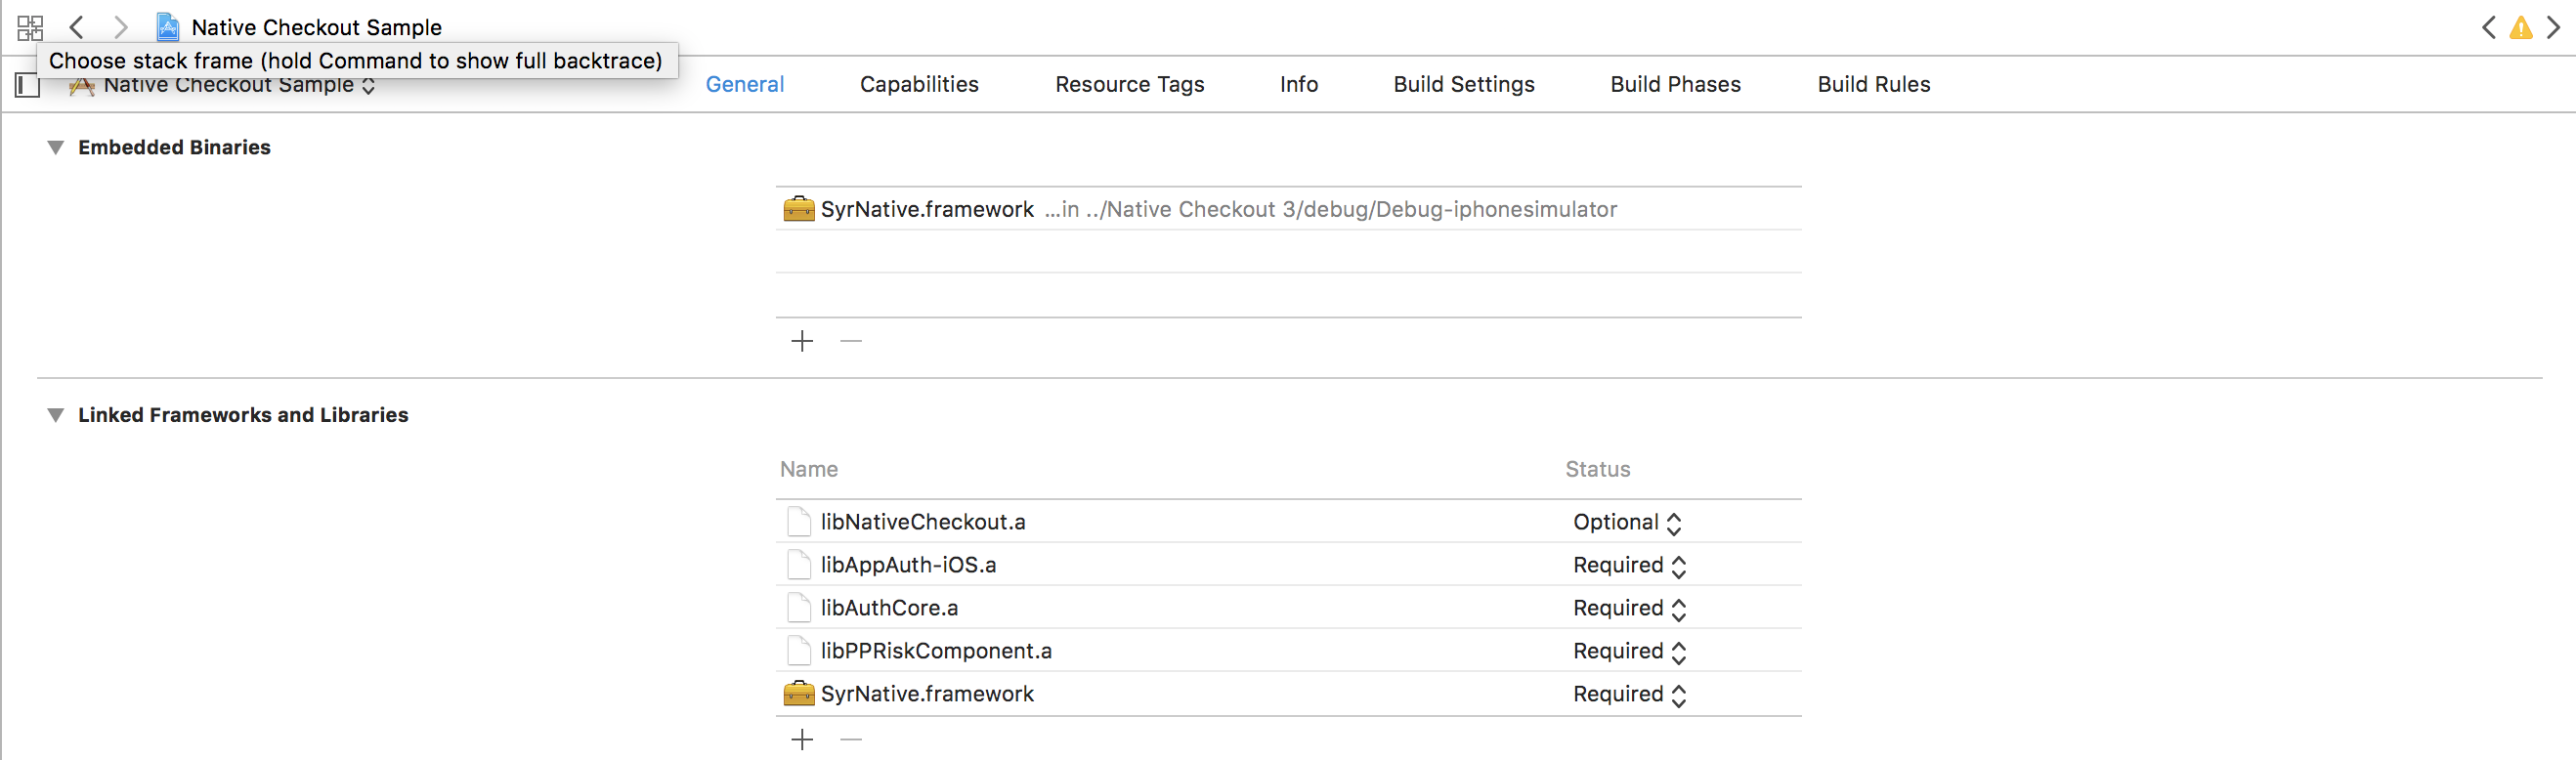 Native Checkout Sample
Choose stack frame (hold Command to show full backtrace)
Native Checkout Sample General Capabilities Resource Tags Info Build Settings Build Phases Build Rules
Embedded Binaries
SyrNative.framework ...in ../Native Checkout 3/debug/Debug-iphonesimulator
Linked Frameworks and Libraries
Name Status
libNativeCheckout.a Optional
libAppAuth-iOS.a Required
libAuthCore.a Required
libPPRiskComponent.a Required
SyrNative.framework Required